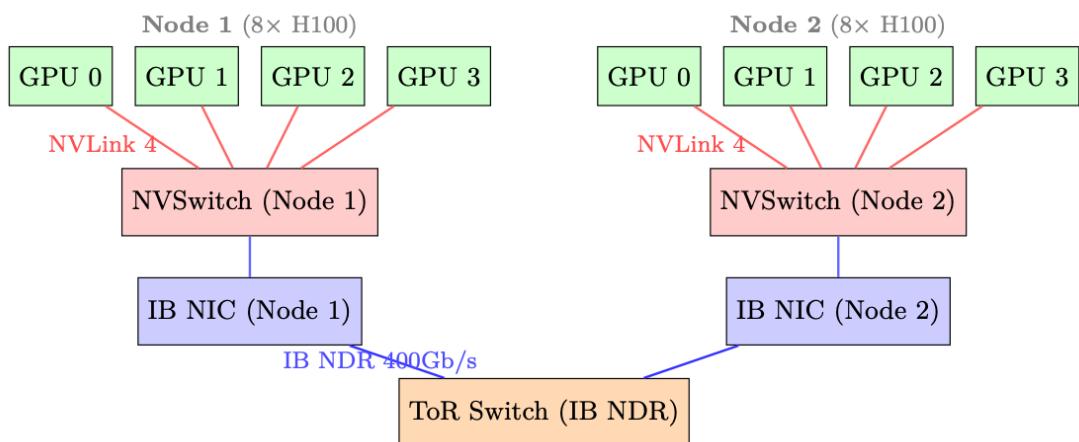 Node 1 (8× H100)
Node 2 (8× H100)
GPU 0
GPU 1
GPU 2
GPU 3
GPU 0
GPU 1
GPU 2
GPU 3
NVLink 4
NVLink 4
NVSwitch (Node 1)
NVSwitch (Node 2)
IB NIC (Node 1)
IB NIC (Node 2)
IB NDR 400Gb/s
ToR Switch (IB NDR)